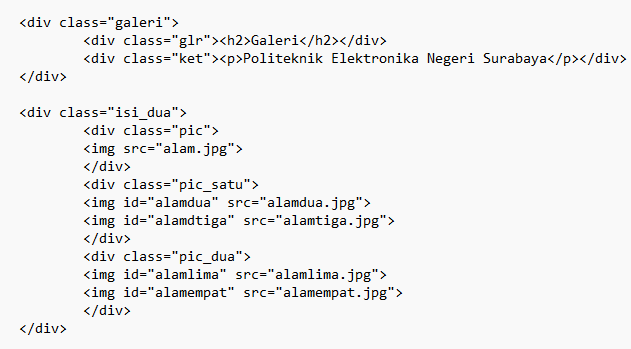 <div class="galeri">
<div class="glr"><h2>Galeri</h2></div>
<div class="ket"><p>Politeknik Elektronika Negeri Surabaya</p></div>
</div>
<div class="isi_dua">
<div class="pic">
<img src="alam.jpg">
</div>
<div class="pic_satu">
<img id="alamdua" src="alamdua.jpg">
<img id="alamdtiga" src="alamtiga.jpg">
</div>
<div class="pic_dua">
<img id="alamlima" src="alamlima.jpg">
<img id="alamempat" src="alamempat.jpg">
</div>
</div>